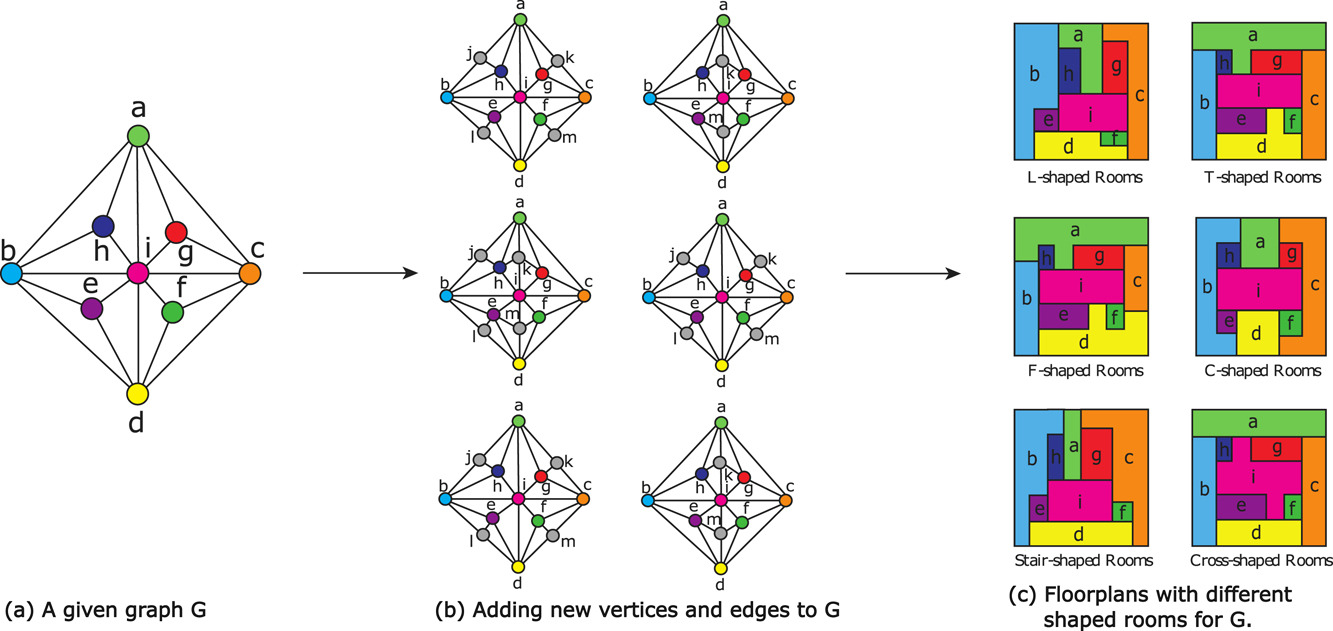 a
b h i g c
e f
d
(a) A given graph G
a
j k
b h i g c
e f
l m
d
a
k
b h i g c
e m f
d
a
j
k
b h i g c
e m f
l
d
a
j k
b h i g c
e f
l m
d
a
j k
b h i g c
e f
l m
d
a
k
b h i g c
e m f
d
(b) Adding new vertices and edges to G
a
b h g
c
e i
d f
L-shaped Rooms
a
h g
b i c
e f
d
T-shaped Rooms
a
h g
b i c
e f
d
F-shaped Rooms
a
h g
b i c
e f
d
C-shaped Rooms
a
b h g c
e i f
d
Stair-shaped Rooms
a
h g
b i c
e f
d
Cross-shaped Rooms
(c) Floorplans with different
shaped rooms for G.